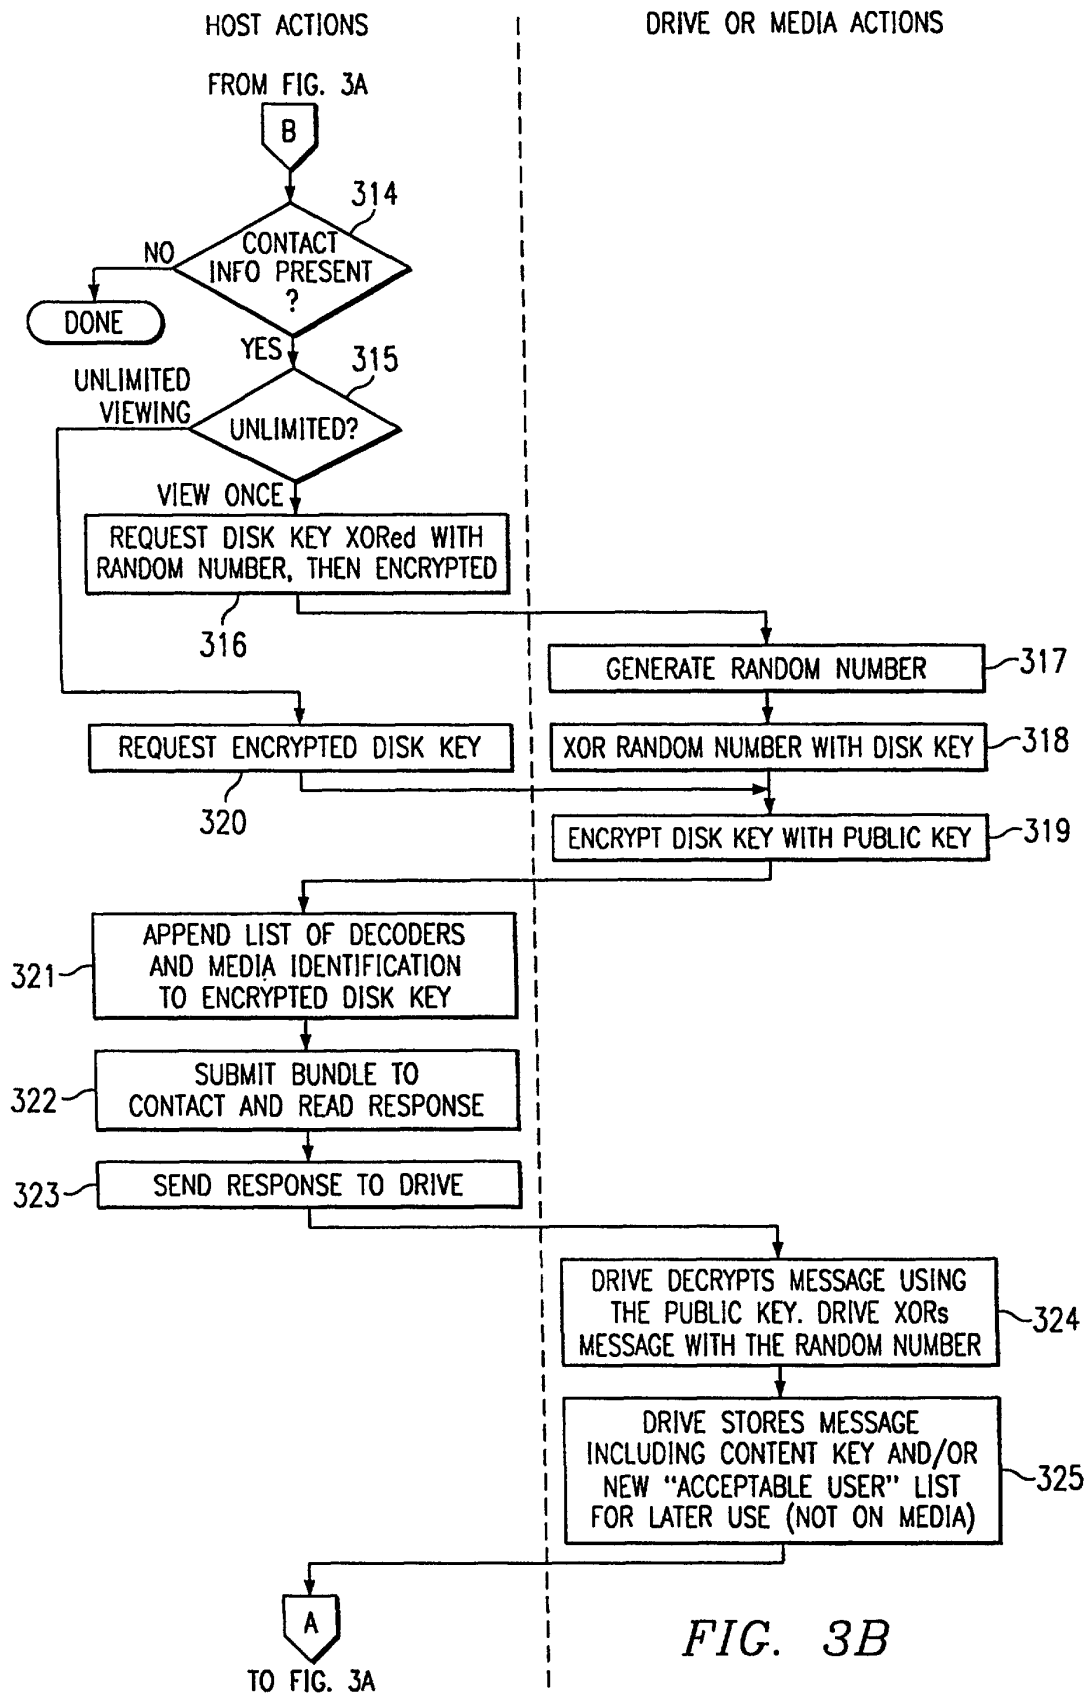 HOST ACTIONS
DRIVE OR MEDIA ACTIONS
FROM FIG. 3A
B
314
CONTACT
INFO PRESENT
?
NO
DONE
YES
315
UNLIMITED
VIEWING
UNLIMITED?
VIEW ONCE
REQUEST DISK KEY XORed WITH
RANDOM NUMBER, THEN ENCRYPTED
316
GENERATE RANDOM NUMBER
317
REQUEST ENCRYPTED DISK KEY
320
XOR RANDOM NUMBER WITH DISK KEY
318
ENCRYPT DISK KEY WITH PUBLIC KEY
319
APPEND LIST OF DECODERS
AND MEDIA IDENTIFICATION
TO ENCRYPTED DISK KEY
321
SUBMIT BUNDLE TO
CONTACT AND READ RESPONSE
322
SEND RESPONSE TO DRIVE
323
DRIVE DECRYPTS MESSAGE USING
THE PUBLIC KEY. DRIVE XORs
MESSAGE WITH THE RANDOM NUMBER
324
DRIVE STORES MESSAGE
INCLUDING CONTENT KEY AND/OR
NEW "ACCEPTABLE USER" LIST
FOR LATER USE (NOT ON MEDIA)
325
A
TO FIG. 3A
FIG. 3B